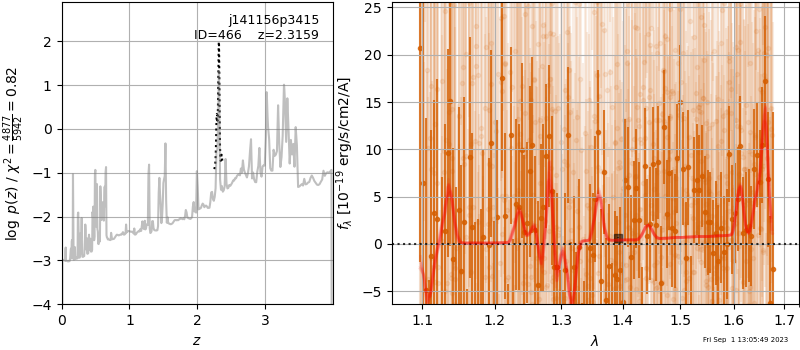 j141156p3415
ID=466 z=2.3159
log p(z) / χ² = 4877/5942 = 0.82
2
1
0
−1
−2
−3
−4
0 1 2 3
z
fλ [10⁻¹⁹ erg/s/cm2/A]
25
20
15
10
5
0
−5
1.1 1.2 1.3 1.4 1.5 1.6 1.7
λ
Fri Sep 1 13:05:49 2023